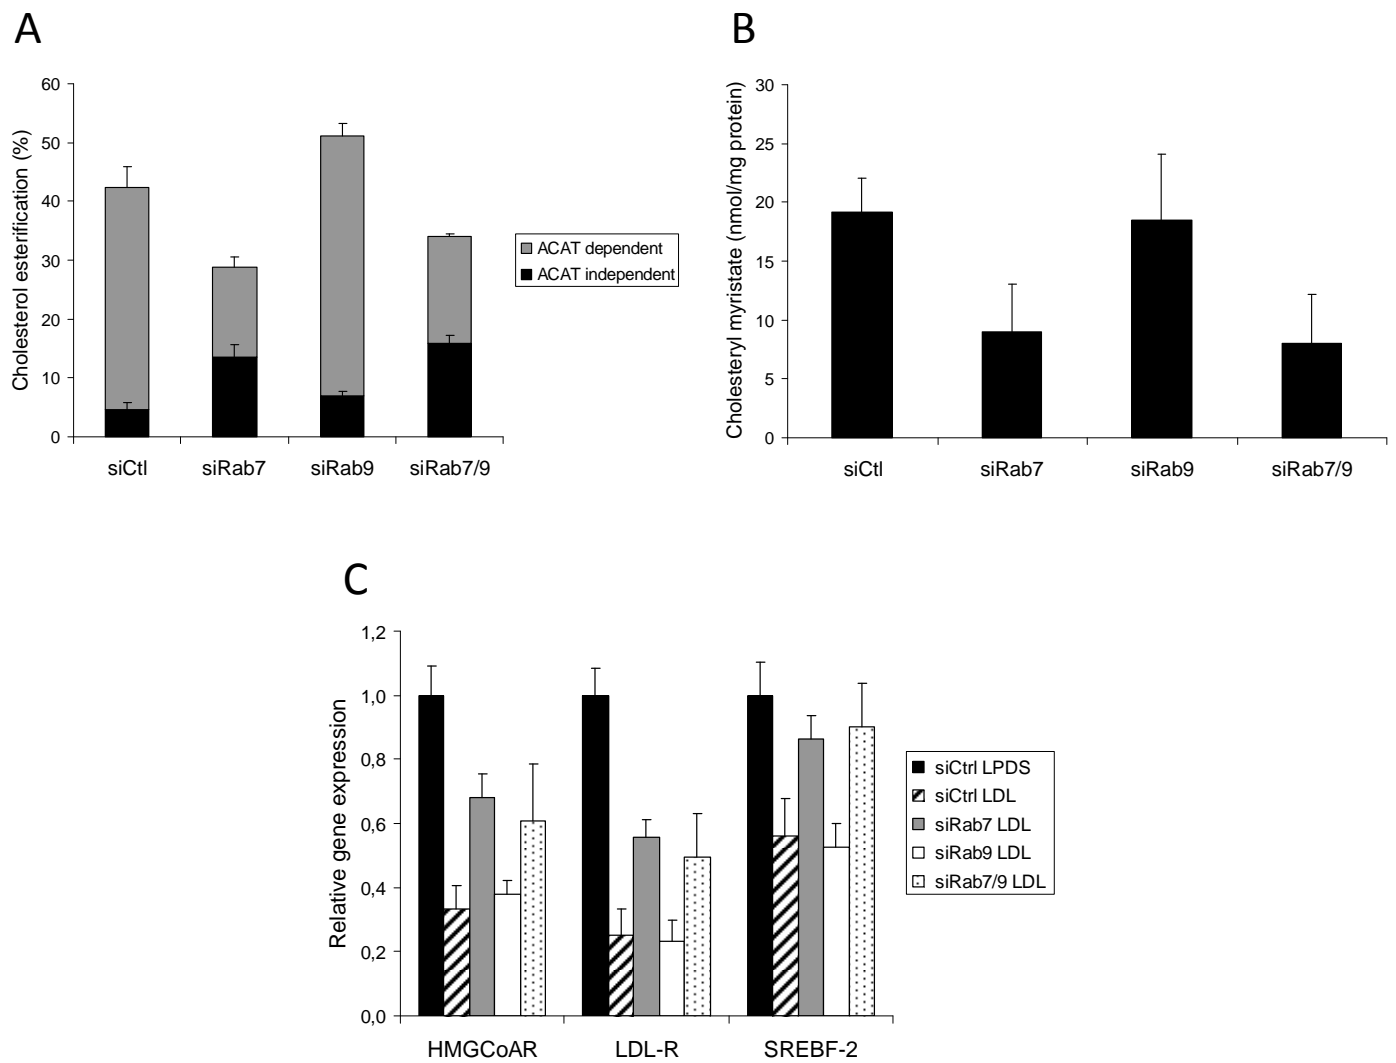 A
Cholesterol esterification (%)
60
50
40
30
20
10
0
siCtl siRab7 siRab9 siRab7/9
ACAT dependent
ACAT independent
B
Cholesteryl myristate (nmol/mg protein)
30
25
20
15
10
5
0
siCtl siRab7 siRab9 siRab7/9
C
Relative gene expression
1,2
1,0
0,8
0,6
0,4
0,2
0,0
HMGCoAR LDL-R SREBF-2
siCtrl LPDS
siCtrl LDL
siRab7 LDL
siRab9 LDL
siRab7/9 LDL